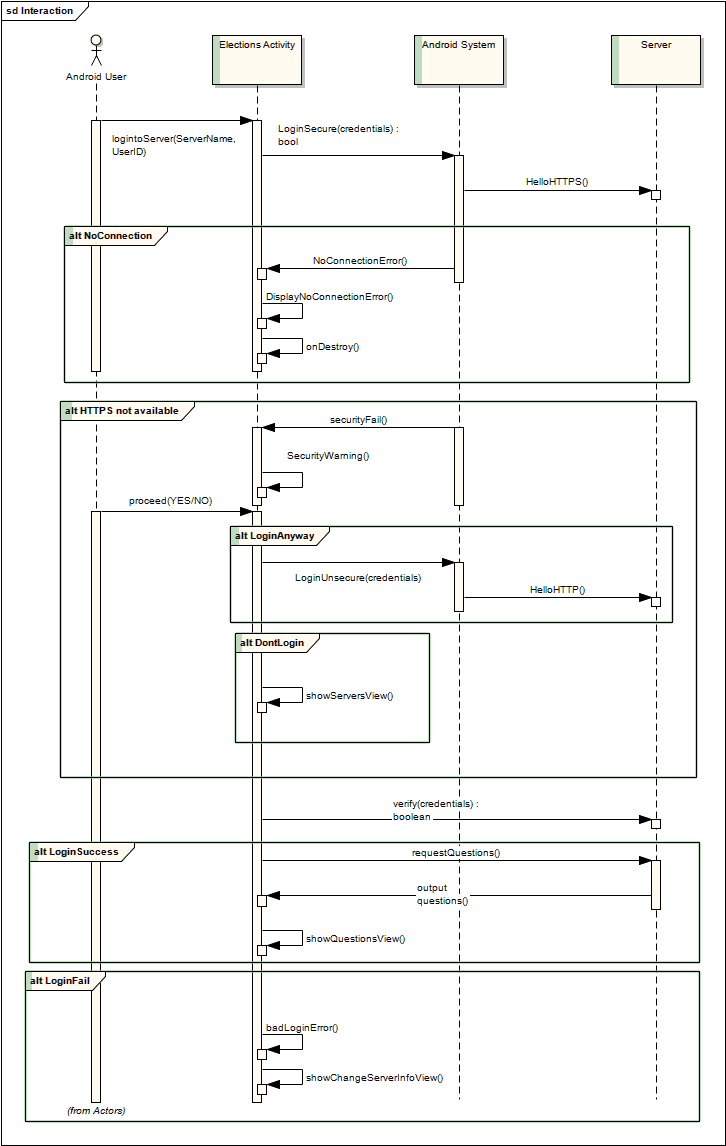 sd Interaction
Android User
Elections Activity
Android System
Server
logintoServer(ServerName,
UserID)
LoginSecure(credentials) :
bool
HelloHTTPS()
alt NoConnection
NoConnectionError()
DisplayNoConnectionError()
onDestroy()
alt HTTPS not available
securityFail()
SecurityWarning()
proceed(YES/NO)
alt LoginAnyway
LoginUnsecure(credentials)
HelloHTTP()
alt DontLogin
showServersView()
verify(credentials) :
boolean
alt LoginSuccess
requestQuestions()
output
questions()
showQuestionsView()
alt LoginFail
badLoginError()
showChangeServerInfoView()
(from Actors)